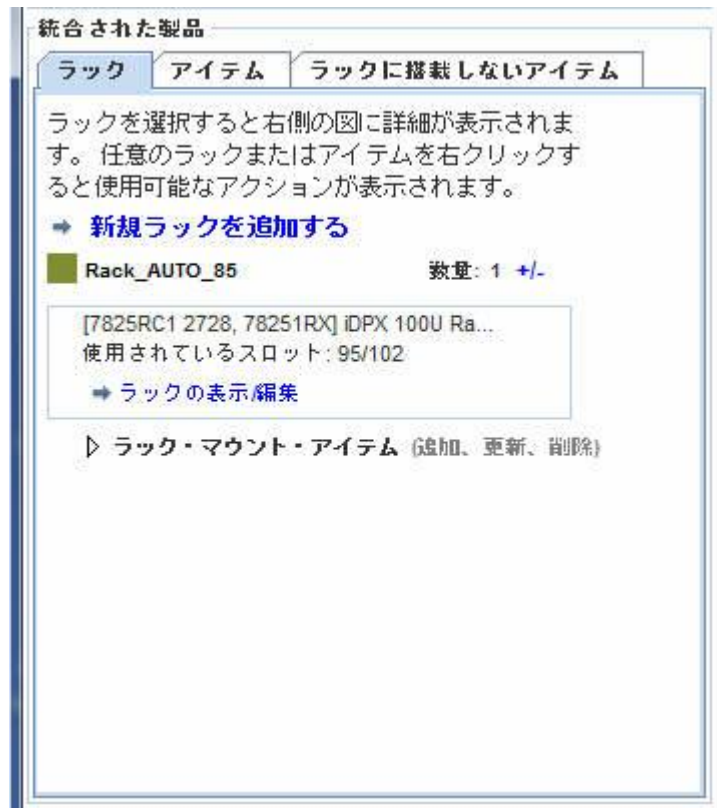 統合された製品
ラック アイテム ラックに搭載しないアイテム
ラックを選択すると右側の図に詳細が表示されま
す。 任意のラックまたはアイテムを右クリックす
ると使用可能なアクションが表示されます。
新規ラックを追加する
Rack_AUTO_85 数量: 1 +/-
[7825RC1 2728, 78251RX] iDPX 100U Ra...
使用されているスロット: 95/102
ラックの表示/編集
ラック・マウント・アイテム (追加、更新、削除)